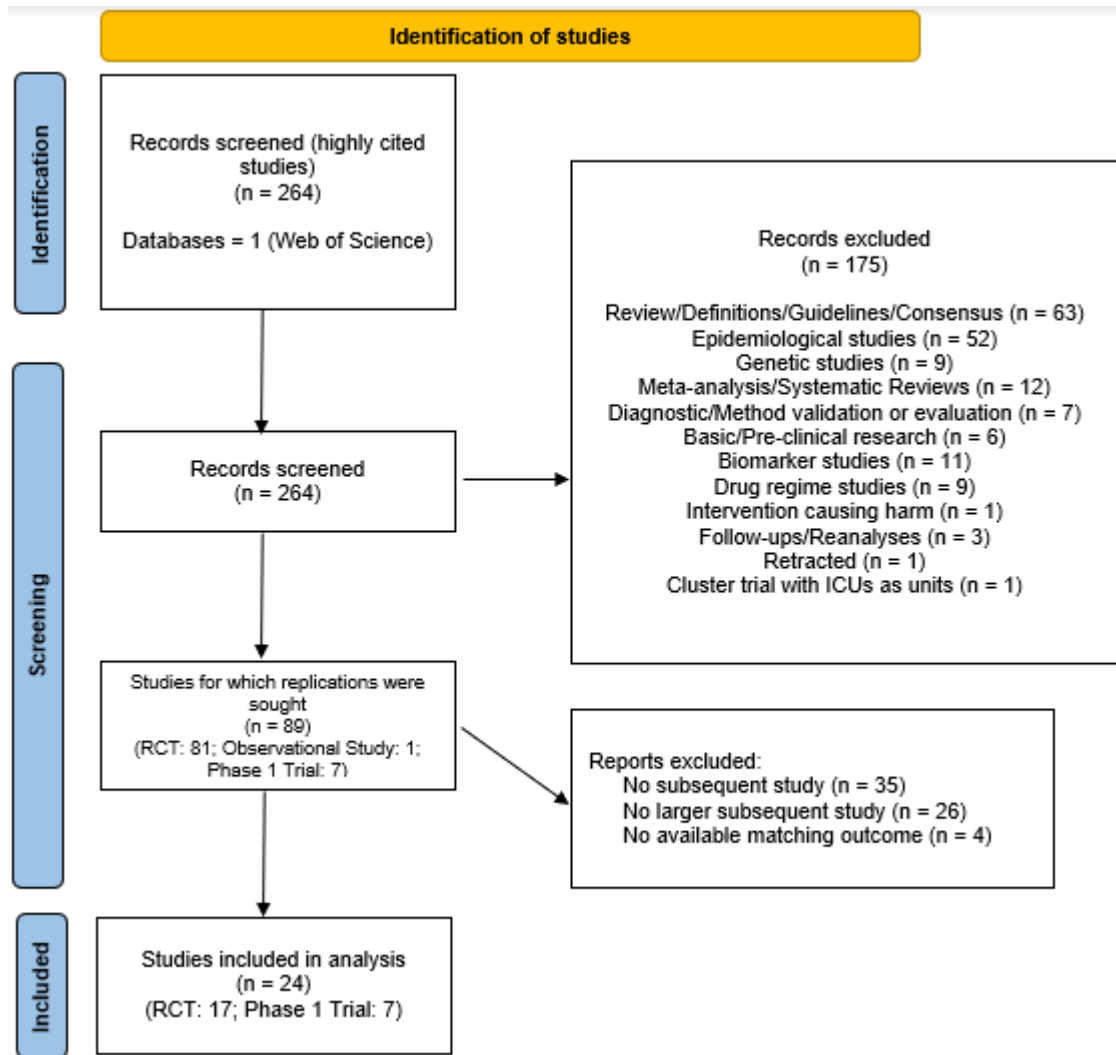 Identification of studies
Identification
Records screened (highly cited
studies)
(n = 264)
Databases = 1 (Web of Science)
Records excluded
(n = 175)
Review/Definitions/Guidelines/Consensus (n = 63)
Epidemiological studies (n = 52)
Genetic studies (n = 9)
Meta-analysis/Systematic Reviews (n = 12)
Diagnostic/Method validation or evaluation (n = 7)
Basic/Pre-clinical research (n = 6)
Biomarker studies (n = 11)
Drug regime studies (n = 9)
Intervention causing harm (n = 1)
Follow-ups/Reanalyses (n = 3)
Retracted (n = 1)
Cluster trial with ICUs as units (n = 1)
Screening
Records screened
(n = 264)
Studies for which replications were
sought
(n = 89)
(RCT: 81; Observational Study: 1;
Phase 1 Trial: 7)
Reports excluded:
No subsequent study (n = 35)
No larger subsequent study (n = 26)
No available matching outcome (n = 4)
Included
Studies included in analysis
(n = 24)
(RCT: 17; Phase 1 Trial: 7)